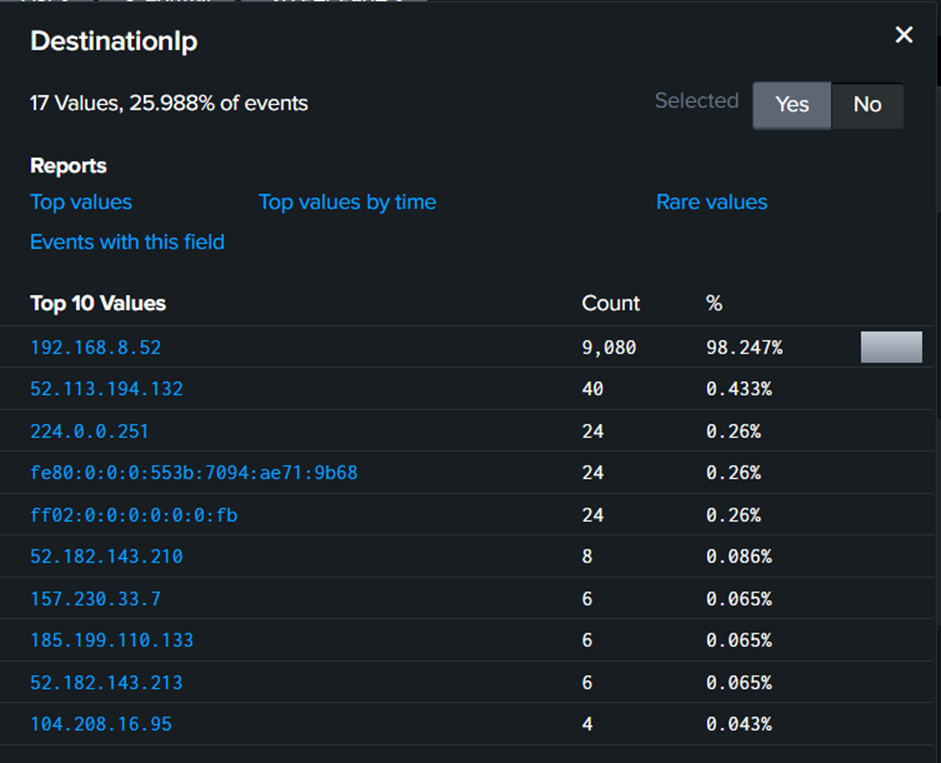 DestinationIp
17 Values, 25.988% of events
Selected Yes No
Reports
Top values Top values by time Rare values
Events with this field
Top 10 Values Count %
192.168.8.52 9,080 98.247%
52.113.194.132 40 0.433%
224.0.0.251 24 0.26%
fe80:0:0:0:553b:7094:ae71:9b68 24 0.26%
ff02:0:0:0:0:0:0:fb 24 0.26%
52.182.143.210 8 0.086%
157.230.33.7 6 0.065%
185.199.110.133 6 0.065%
52.182.143.213 6 0.065%
104.208.16.95 4 0.043%